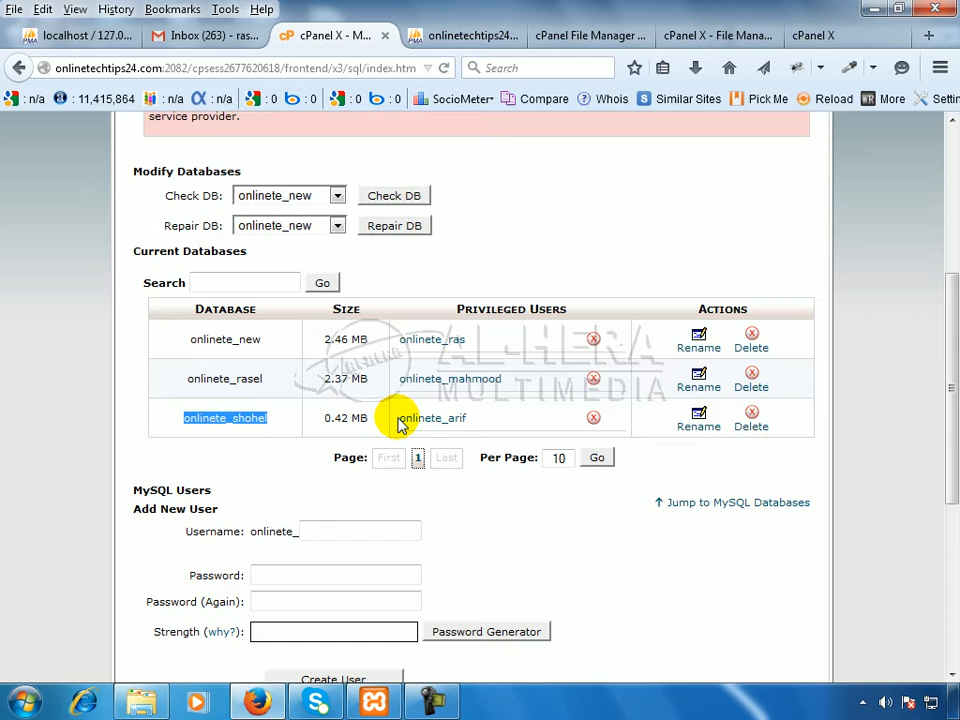 File Edit View History Bookmarks Tools Help
localhost / 127.0... Inbox (263) - ras... cPanel X - M... onlinetechtips24... cPanel File Manager ... cPanel X - File Mana... cPanel X
onlinetechtips24.com:2082/cpsess2677620618/frontend/x3/sql/index.htm Search
: n/a : 11,415,864 : n/a : n/a : 0 : 0 : 0 : 0 : 0 SocioMeter Compare Whois Similar Sites Pick Me Reload More Settin
service provider.
Modify Databases
Check DB: onlinete_new Check DB
Repair DB: onlinete_new Repair DB
Current Databases
Search Go
DATABASE SIZE PRIVILEGED USERS ACTIONS
onlinete_new 2.46 MB onlinete_ras Rename Delete
onlinete_rasel 2.37 MB onlinete_mahmood Rename Delete
onlinete_shohel 0.42 MB onlinete_arif Rename Delete
AL-HERA
MULTIMEDIA
Page: First 1 Last Per Page: 10 Go
MySQL Users
Jump to MySQL Databases
Add New User
Username: onlinete_
Password:
Password (Again):
Strength (why?): Password Generator
Create User